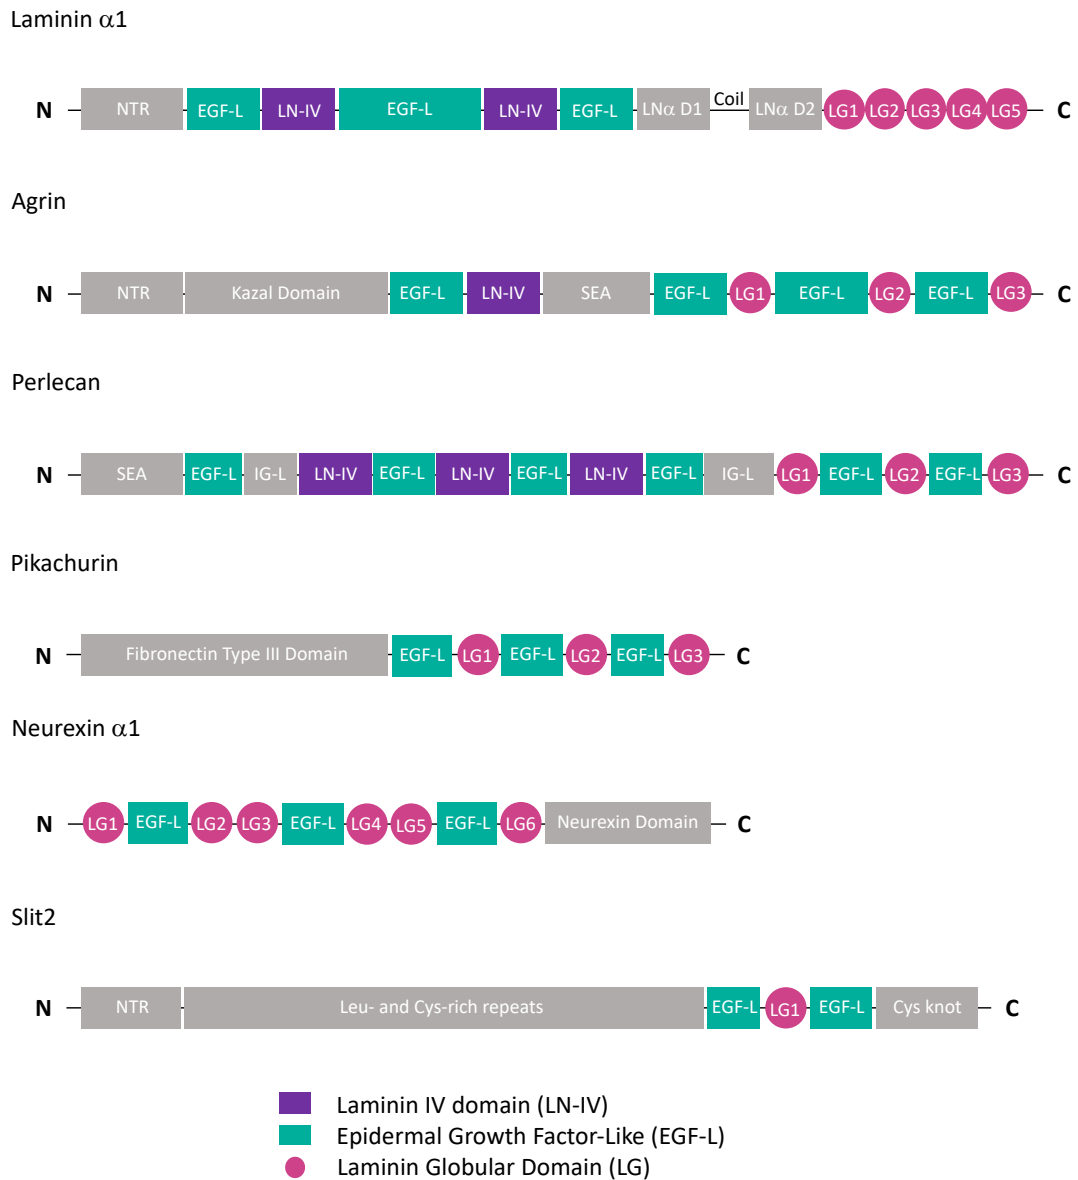 Laminin α1
N NTR EGF-L LN-IV EGF-L LN-IV EGF-L LNα D1 Coil LNα D2 LG1 LG2 LG3 LG4 LG5 C
Agrin
N NTR Kazal Domain EGF-L LN-IV SEA EGF-L LG1 EGF-L LG2 EGF-L LG3 C
Perlecan
N SEA EGF-L IG-L LN-IV EGF-L LN-IV EGF-L LN-IV EGF-L IG-L LG1 EGF-L LG2 EGF-L LG3 C
Pikachurin
N Fibronectin Type III Domain EGF-L LG1 EGF-L LG2 EGF-L LG3 C
Neurexin α1
N LG1 EGF-L LG2 LG3 EGF-L LG4 LG5 EGF-L LG6 Neurexin Domain C
Slit2
N NTR Leu- and Cys-rich repeats EGF-L LG1 EGF-L Cys knot C
Laminin IV domain (LN-IV)
Epidermal Growth Factor-Like (EGF-L)
Laminin Globular Domain (LG)